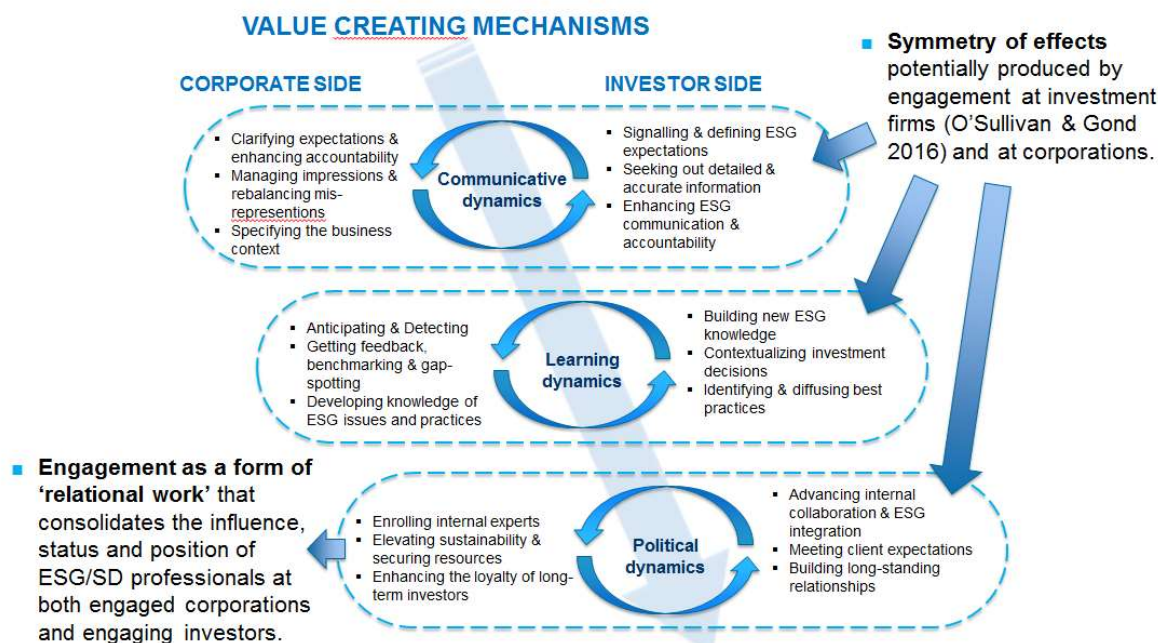 VALUE CREATING MECHANISMS
CORPORATE SIDE
INVESTOR SIDE
▪ Clarifying expectations &
enhancing accountability
▪ Managing impressions &
rebalancing mis-
representions
▪ Specifying the business
context
Communicative
dynamics
▪ Signalling & defining ESG
expectations
▪ Seeking out detailed &
accurate information
▪ Enhancing ESG
communication &
accountability
■ Symmetry of effects
potentially produced by
engagement at investment
firms (O'Sullivan & Gond
2016) and at corporations.
▪ Anticipating & Detecting
▪ Getting feedback,
benchmarking & gap-
spotting
▪ Developing knowledge of
ESG issues and practices
Learning
dynamics
▪ Building new ESG
knowledge
▪ Contextualizing investment
decisions
▪ Identifying & diffusing best
practices
■ Engagement as a form of
‘relational work’ that
consolidates the influence,
status and position of
ESG/SD professionals at
both engaged corporations
and engaging investors.
▪ Enrolling internal experts
▪ Elevating sustainability &
securing resources
▪ Enhancing the loyalty of long-
term investors
Political
dynamics
▪ Advancing internal
collaboration & ESG
integration
▪ Meeting client expectations
▪ Building long-standing
relationships